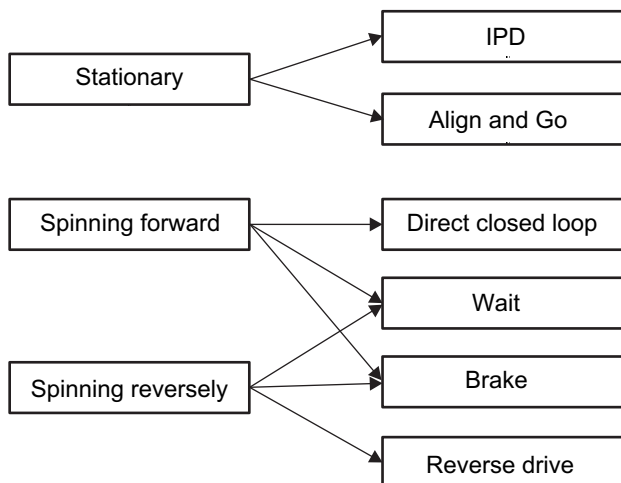 IPD
Stationary
Align and Go
Spinning forward
Direct closed loop
Wait
Spinning reversely
Brake
Reverse drive